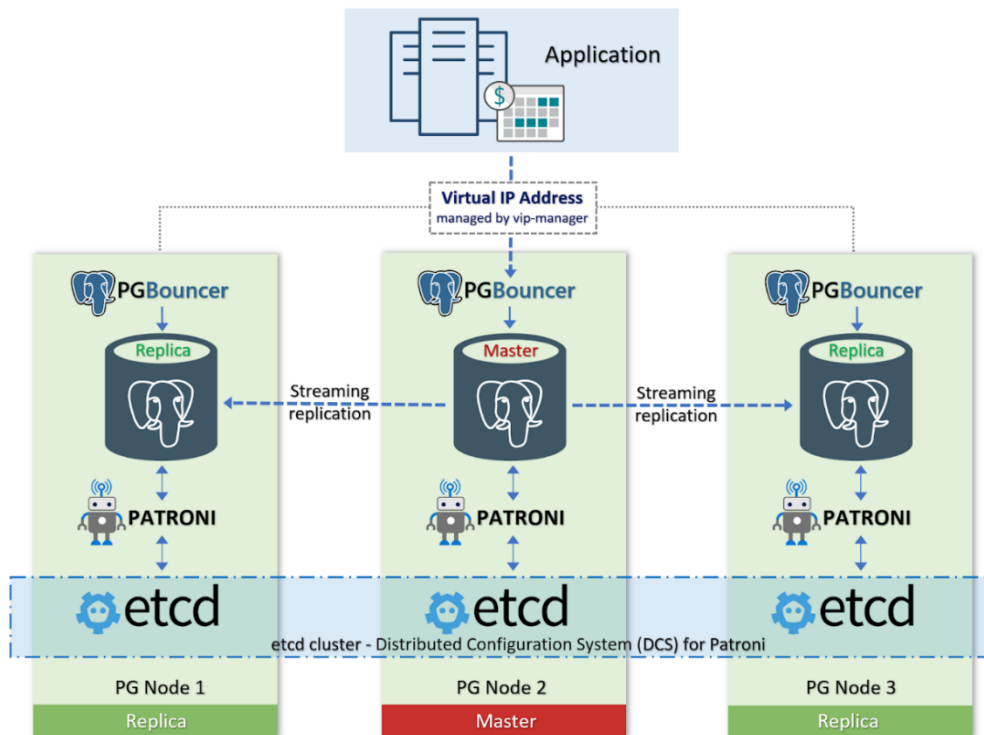 Application
$
Virtual IP Address
managed by vip-manager
PGBouncer
PGBouncer
PGBouncer
Replica
Master
Replica
Streaming
replication
Streaming
replication
PATRONI
PATRONI
PATRONI
etcd
etcd
etcd
etcd cluster - Distributed Configuration System (DCS) for Patroni
PG Node 1
PG Node 2
PG Node 3
Replica
Master
Replica